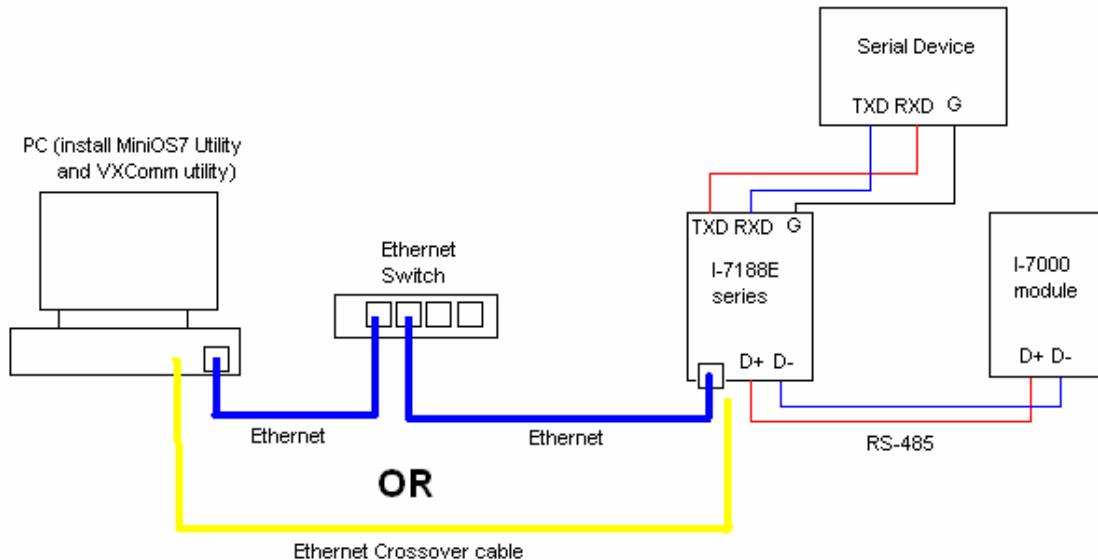 Serial Device
TXD RXD G
PC (install MiniOS7 Utility
and VXComm utility)
TXD RXD G
Ethernet
Switch
I-7188E
series
I-7000
module
D+ D-
D+ D-
Ethernet
Ethernet
RS-485
OR
Ethernet Crossover cable